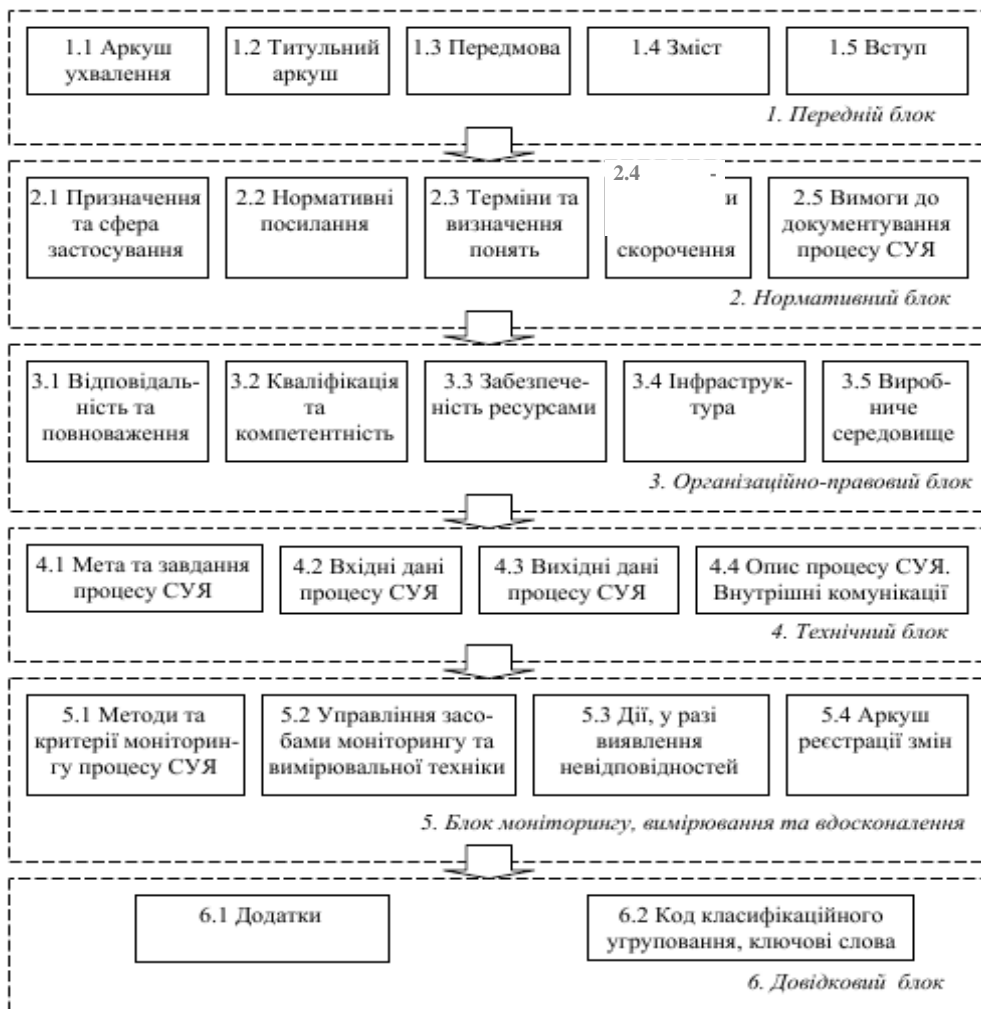 1.1 Аркуш
ухвалення
1.2 Титульний
аркуш
1.3 Передмова
1.4 Зміст
1.5 Вступ
1. Передній блок
2.1 Призначення
та сфера
застосування
2.2 Нормативні
посилання
2.3 Терміни та
визначення
понять
2.4 -
и
скорочення
2.5 Вимоги до
документування
процесу СУЯ
2. Нормативний блок
3.1 Відповідаль-
ність та
повноваження
3.2 Кваліфікація
та
компетентність
3.3 Забезпече-
ність ресурсами
3.4 Інфраструк-
тура
3.5 Вироб-
ниче
середовище
3. Організаційно-правовий блок
4.1 Мета та завдання
процесу СУЯ
4.2 Вхідні дані
процесу СУЯ
4.3 Вихідні дані
процесу СУЯ
4.4 Опис процесу СУЯ.
Внутрішні комунікації
4. Технічний блок
5.1 Методи та
критерії моніторин-
гу процесу СУЯ
5.2 Управління засо-
бами моніторингу та
вимірювальної техніки
5.3 Дії, у разі
виявлення
невідповідностей
5.4 Аркуш
реєстрації змін
5. Блок моніторингу, вимірювання та вдосконалення
6.1 Додатки
6.2 Код класифікаційного
угруповання, ключові слова
6. Довідковий блок